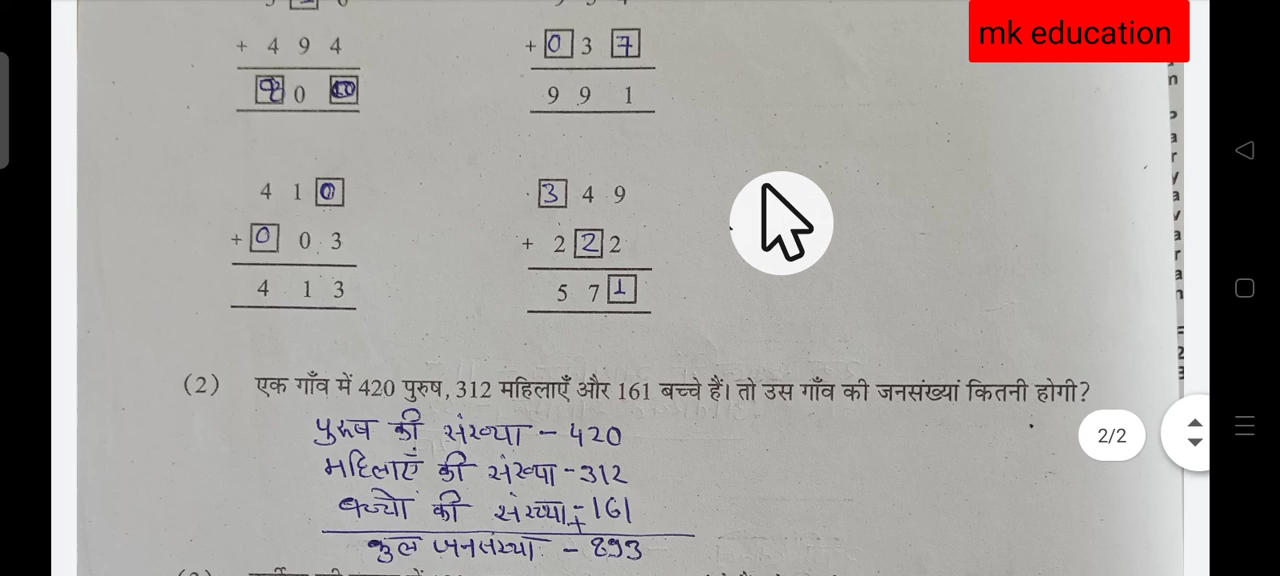 mk education
+ 4 9 4
0
+ 0 3 7
9 9 1
4 1 0
+ 0 0 3
4 1 3
3 4 9
+ 2 2 2
5 7 1
(2) एक गाँव में 420 पुरुष, 312 महिलाएँ और 161 बच्चे हैं। तो उस गाँव की जनसंख्यां कितनी होगी?
पुरूष की संख्या - 420
महिलाएँ की संख्या - 312
बच्चो की संख्या + - 161
कुल जनसंख्या - 893
2/2